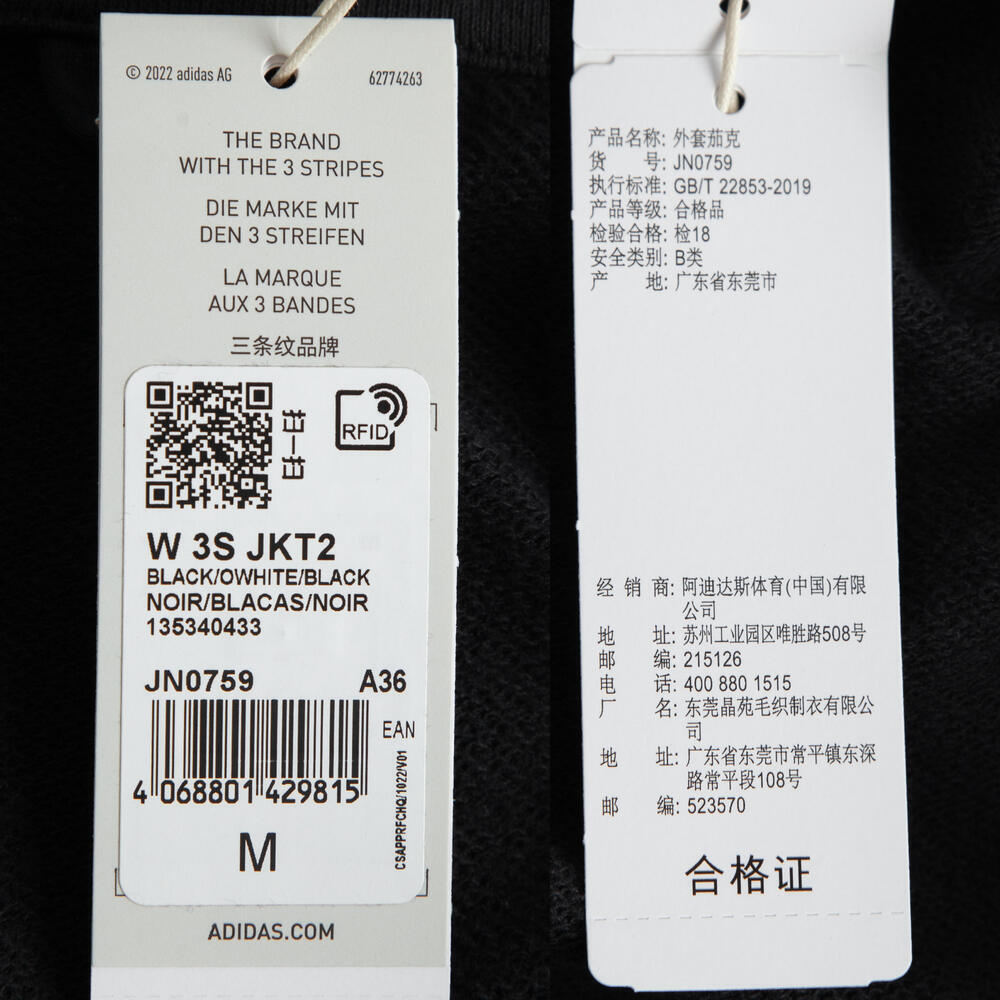 © 2022 adidas AG
62774263
THE BRAND
WITH THE 3 STRIPES
DIE MARKE MIT
DEN 3 STREIFEN
LA MARQUE
AUX 3 BANDES
三条纹品牌
扫一扫
RFID
W 3S JKT2
BLACK/OWHITE/BLACK
NOIR/BLACAS/NOIR
135340433
JN0759 A36
EAN
4 068801 429815
CSAPPRFCHQ/1022/V01
M
ADIDAS.COM
产品名称: 外套茄克
货 号: JN0759
执行标准: GB/T 22853-2019
产品等级: 合格品
检验合格: 检18
安全类别: B类
产 地: 广东省东莞市
经 销 商: 阿迪达斯体育(中国)有限
公司
地 址: 苏州工业园区唯胜路508号
邮 编: 215126
电 话: 400 880 1515
厂 名: 东莞晶苑毛织制衣有限公
司
地 址: 广东省东莞市常平镇东深
路常平段108号
邮 编: 523570
合格证